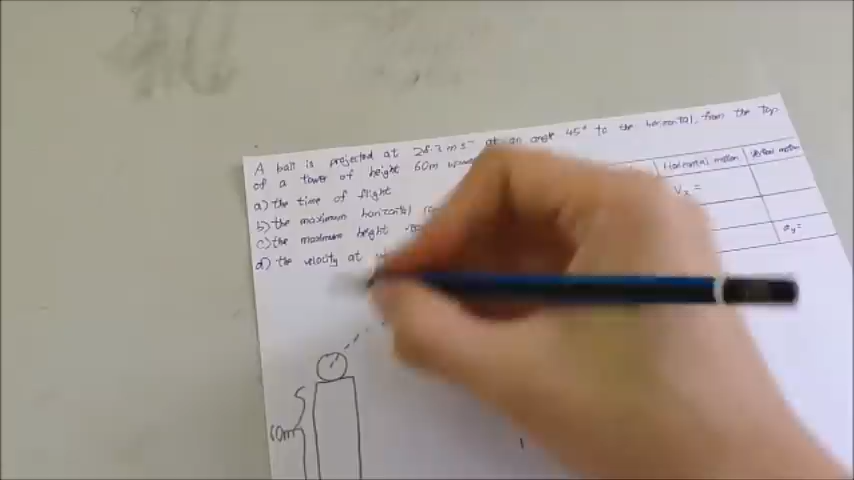 A ball is projected at 28.3 m s⁻ at an angle 45° to the horizontal, from the top
of a tower of height 60m
a) the time of flight
b) the maximum horizontal
c) the maximum height
d) the velocity at
Horizontal motion Vertical motion
Vx =
ay=
60m